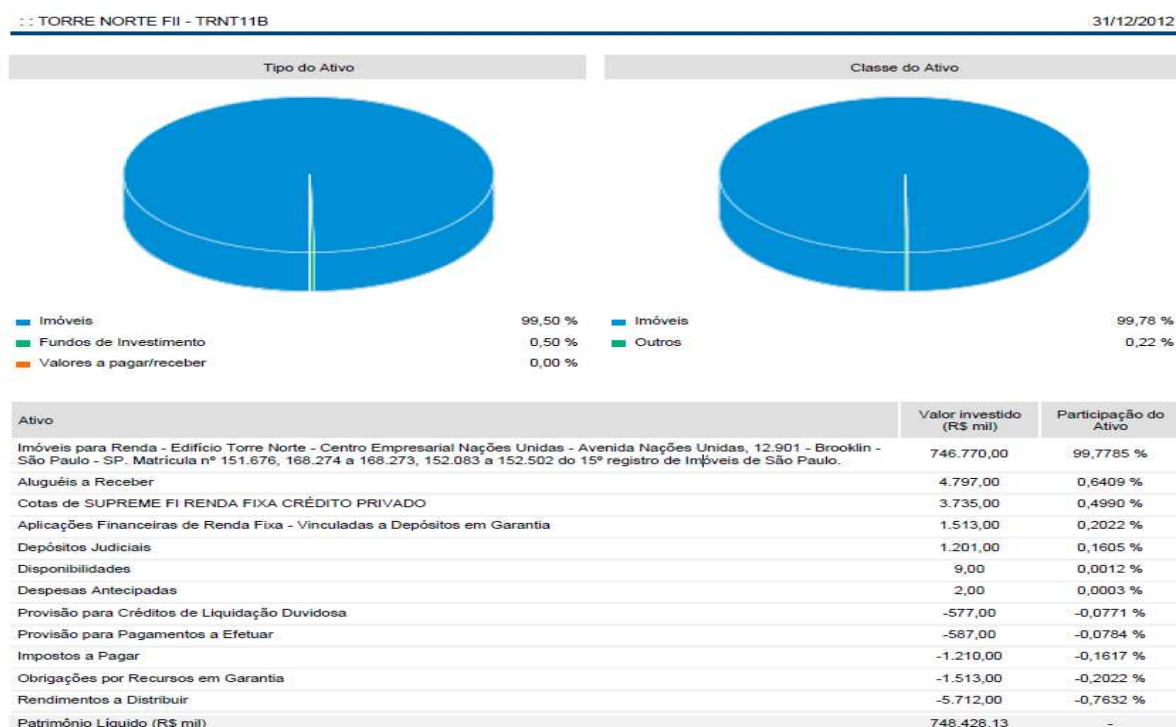 :: TORRE NORTE FII - TRNT11B 31/12/2012
Tipo do Ativo Classe do Ativo
Imóveis 99,50 % Imóveis 99,78 %
Fundos de Investimento 0,50 % Outros 0,22 %
Valores a pagar/receber 0,00 %
Ativo Valor investido (R$ mil) Participação do Ativo
Imóveis para Renda - Edifício Torre Norte - Centro Empresarial Nações Unidas - Avenida Nações Unidas, 12.901 - Brooklin -
São Paulo - SP. Matrícula nº 151.676, 168.274 a 168.273, 152.083 a 152.502 do 15º registro de Imóveis de São Paulo. 746.770,00 99,7785 %
Aluguéis a Receber 4.797,00 0,6409 %
Cotas de SUPREME FI RENDA FIXA CRÉDITO PRIVADO 3.735,00 0,4990 %
Aplicações Financeiras de Renda Fixa - Vinculadas a Depósitos em Garantia 1.513,00 0,2022 %
Depósitos Judiciais 1.201,00 0,1605 %
Disponibilidades 9,00 0,0012 %
Despesas Antecipadas 2,00 0,0003 %
Provisão para Créditos de Liquidação Duvidosa -577,00 -0,0771 %
Provisão para Pagamentos a Efetuar -587,00 -0,0784 %
Impostos a Pagar -1.210,00 -0,1617 %
Obrigações por Recursos em Garantia -1.513,00 -0,2022 %
Rendimentos a Distribuir -5.712,00 -0,7632 %
Patrimônio Líquido (R$ mil) 748.428,13 -